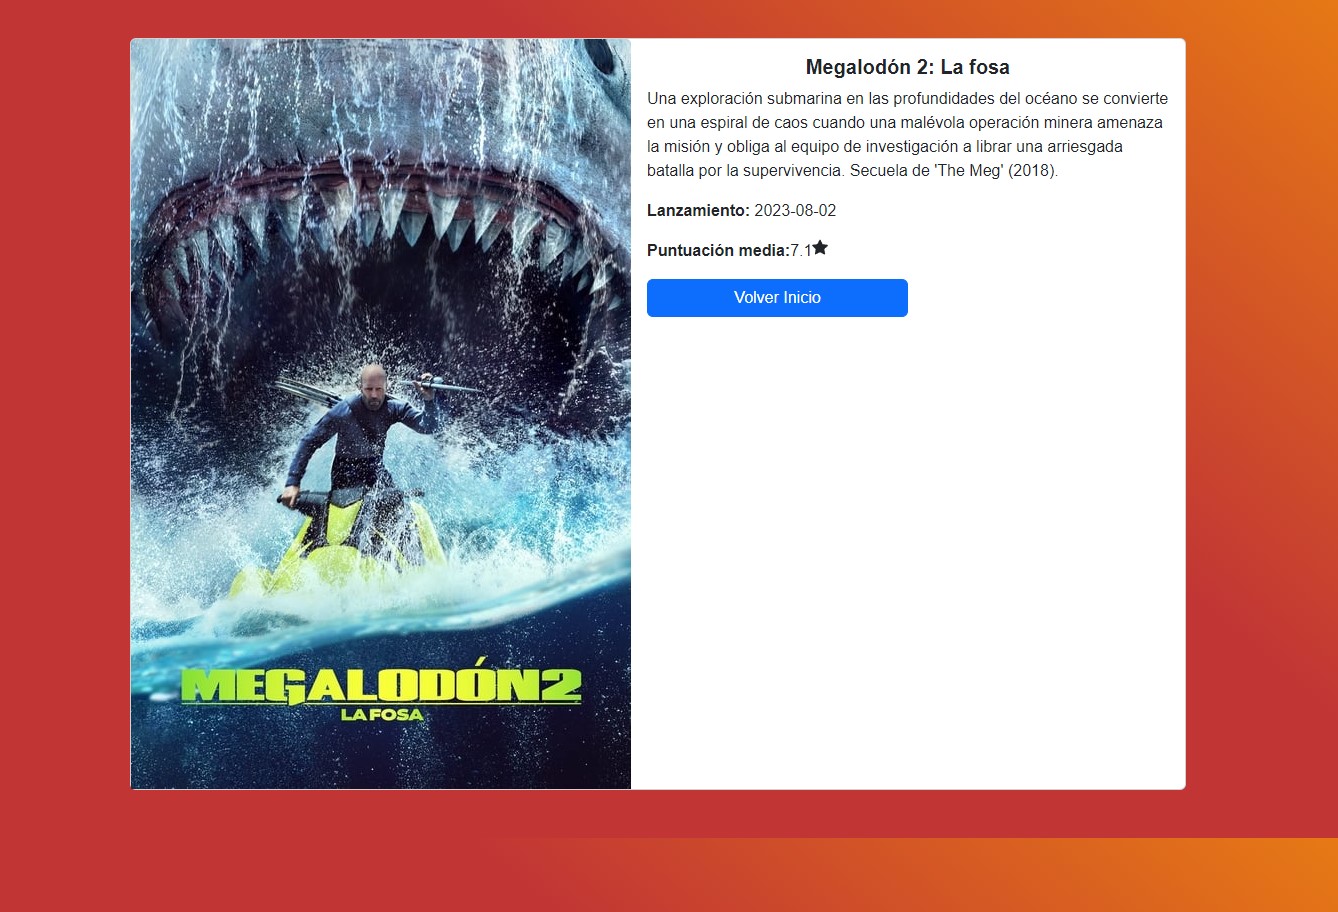 Megalodón 2: La fosa
Una exploración submarina en las profundidades del océano se convierte
en una espiral de caos cuando una malévola operación minera amenaza
la misión y obliga al equipo de investigación a librar una arriesgada
batalla por la supervivencia. Secuela de 'The Meg' (2018).
Lanzamiento: 2023-08-02
Puntuación media:7.1
Volver Inicio
MEGALODÓN2
LA FOSA